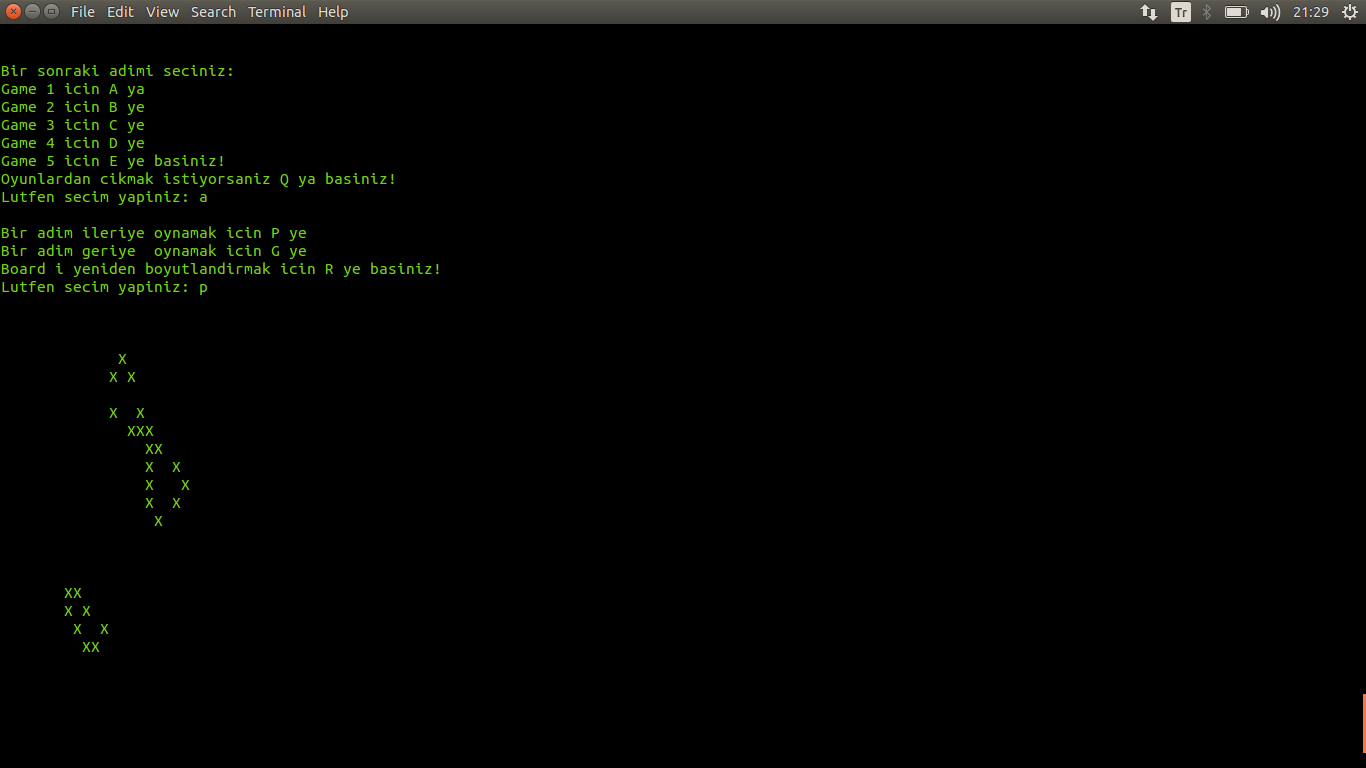 File Edit View Search Terminal Help Tr 21:29
Bir sonraki adimi seciniz:
Game 1 icin A ya
Game 2 icin B ye
Game 3 icin C ye
Game 4 icin D ye
Game 5 icin E ye basiniz!
Oyunlardan cikmak istiyorsaniz Q ya basiniz!
Lutfen secim yapiniz: a
Bir adim ileriye oynamak icin P ye
Bir adim geriye  oynamak icin G ye
Board i yeniden boyutlandirmak icin R ye basiniz!
Lutfen secim yapiniz: p
             X
            X X
            X  X
              XXX
                XX
                X  X
                X   X
                X  X
                 X
       XX
       X X
        X  X
         XX